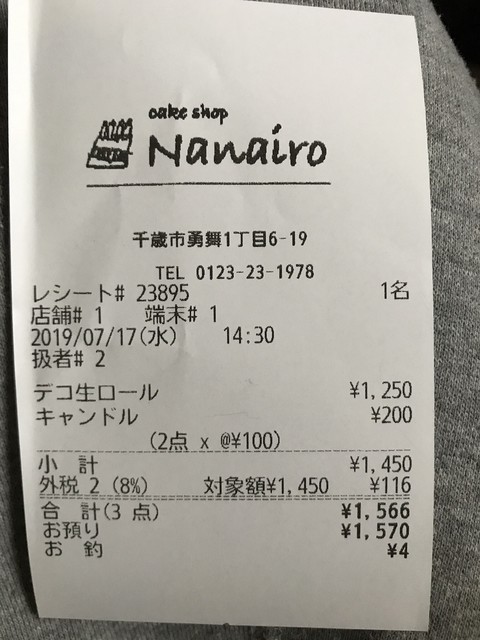 cake shop
Nanairo
千歳市勇舞1丁目6-19
TEL 0123-23-1978
レシート# 23895 1名
店舗# 1 端末# 1
2019/07/17(水) 14:30
扱者# 2
デコ生ロール ¥1,250
キャンドル ¥200
(2点 x @¥100)
小 計 ¥1,450
外税 2 (8%) 対象額¥1,450 ¥116
合 計(3 点) ¥1,566
お預り ¥1,570
お 釣 ¥4